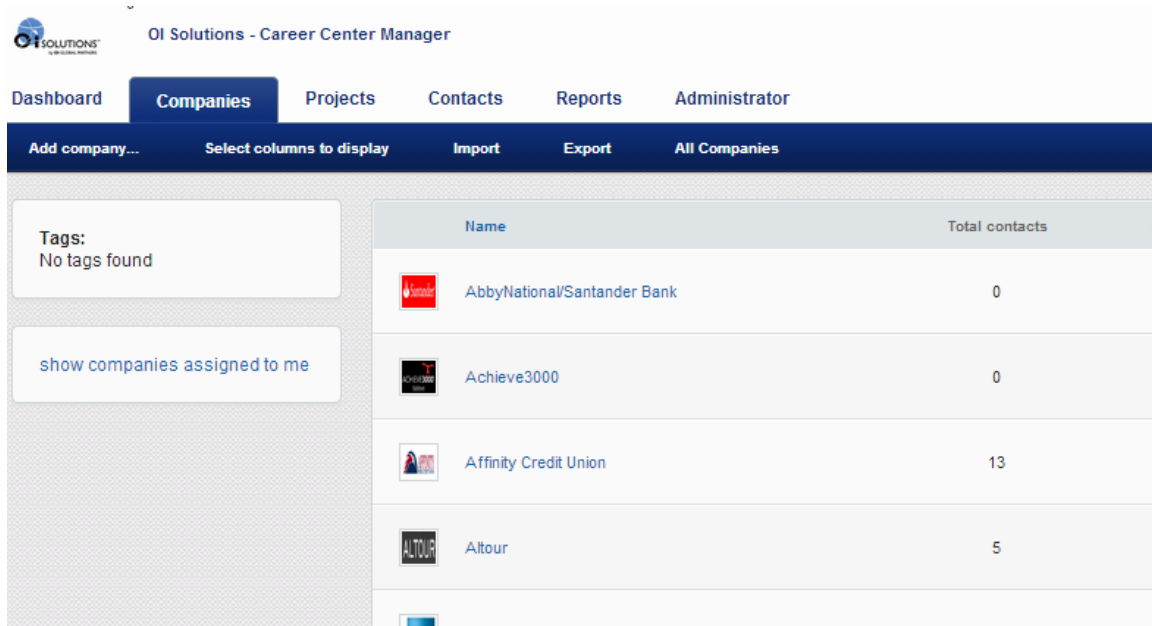 OI SOLUTIONS
OI Solutions - Career Center Manager
Dashboard Companies Projects Contacts Reports Administrator
Add company... Select columns to display Import Export All Companies
Tags:
No tags found
show companies assigned to me
Name Total contacts
Santander AbbyNational/Santander Bank 0
ACHIEVE3000 Achieve3000 0
Affinity Credit Union 13
ALTOUR Altour 5